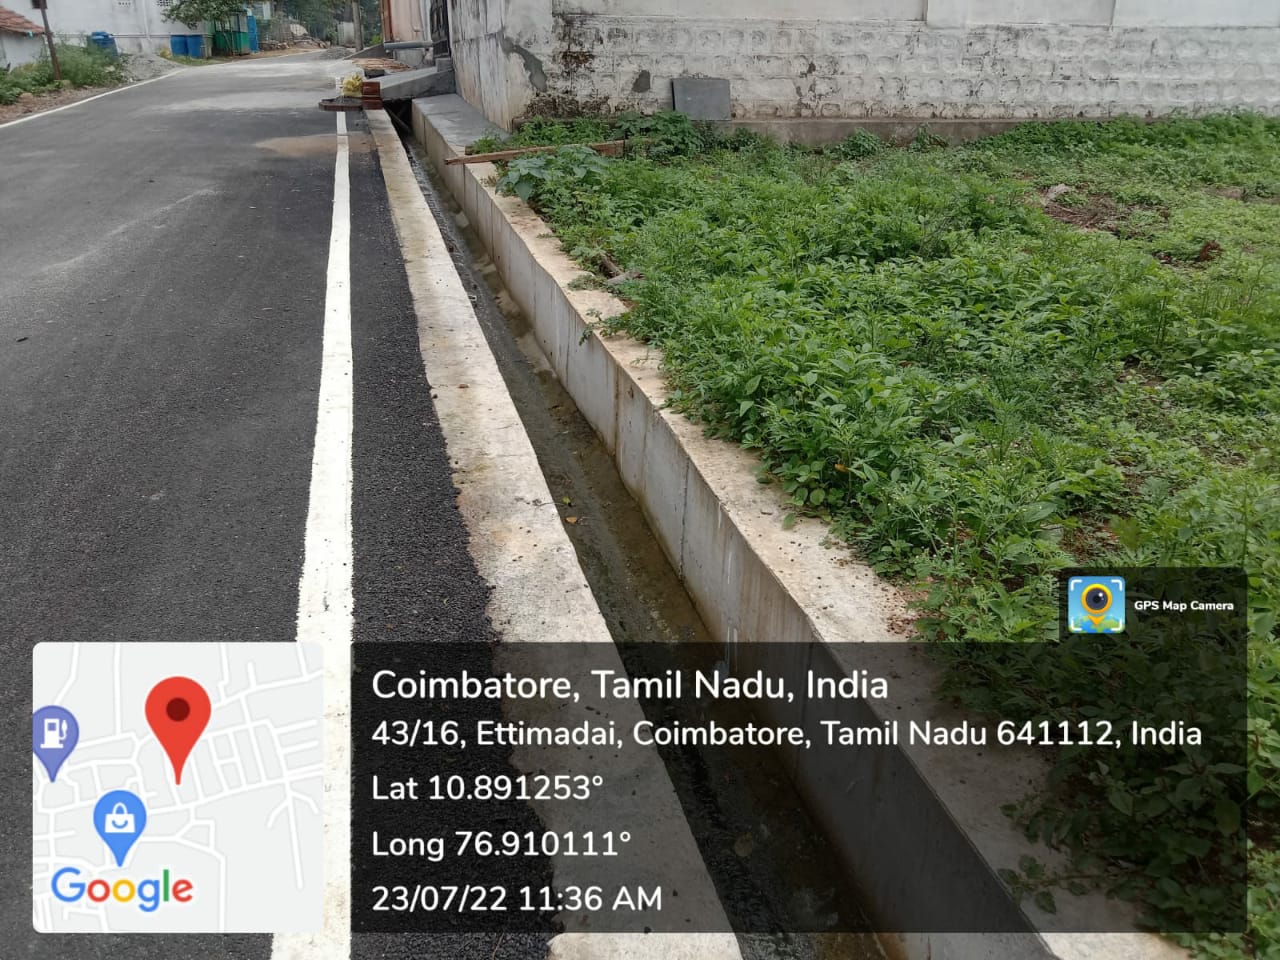 GPS Map Camera
Coimbatore, Tamil Nadu, India
43/16, Ettimadai, Coimbatore, Tamil Nadu 641112, India
Lat 10.891253°
Long 76.910111°
23/07/22 11:36 AM
Google